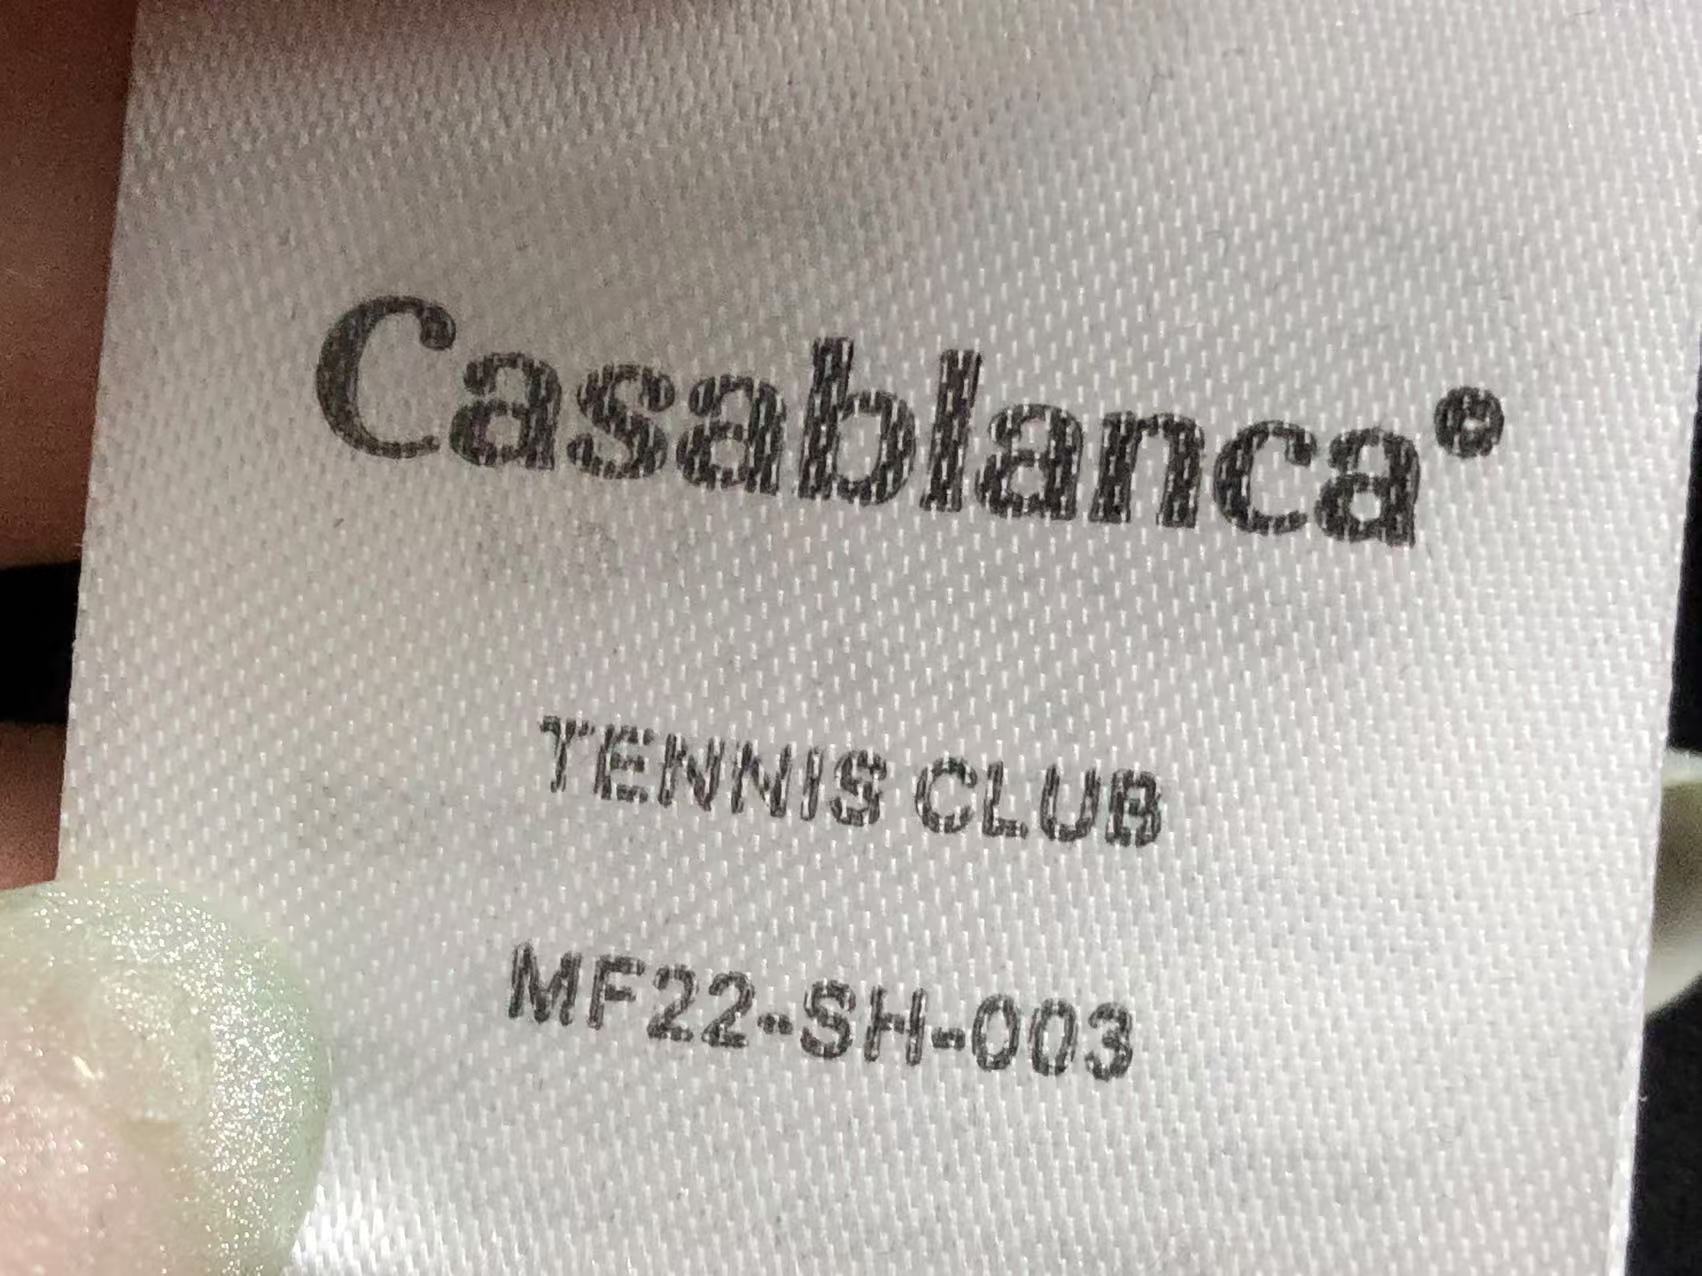 Casablanca®
TENNIS CLUB
MF22-SH-003